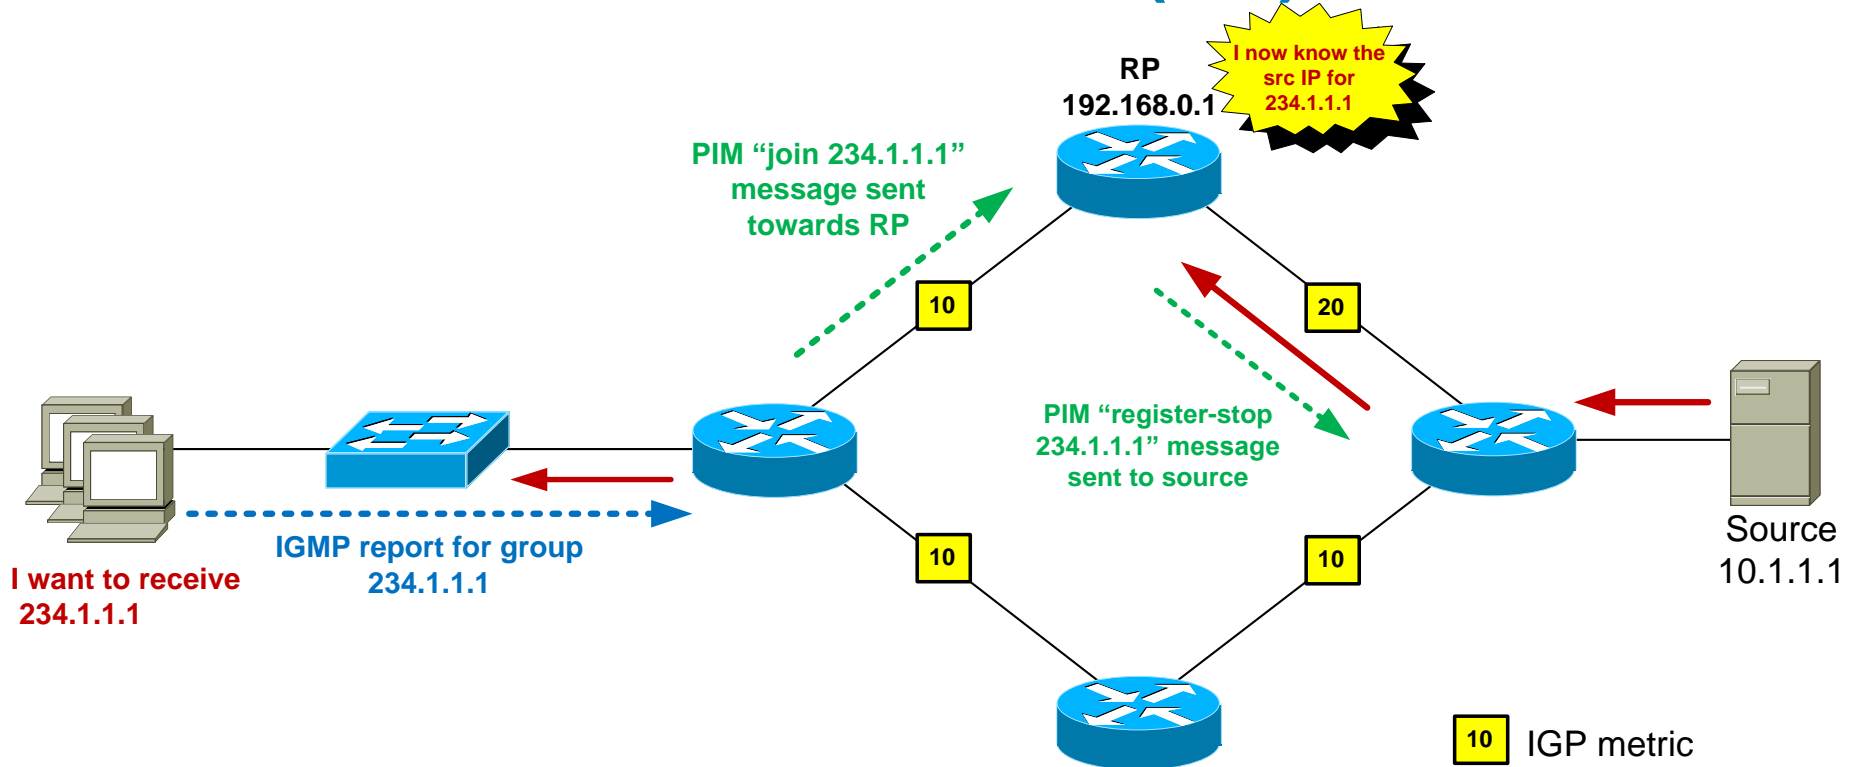 RP
192.168.0.1
I now know the
src IP for
234.1.1.1
PIM “join 234.1.1.1”
message sent
towards RP
10
20
PIM “register-stop
234.1.1.1” message
sent to source
IGMP report for group
234.1.1.1
I want to receive
234.1.1.1
Source
10.1.1.1
10
10
10
IGP metric